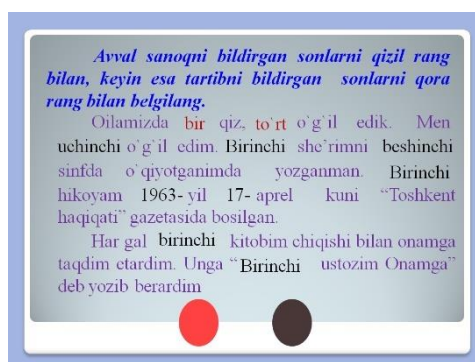 Avval sanoqni bildirgan sonlarni qizil rang
bilan, keyin esa tartibni bildirgan sonlarni qora
rang bilan belgilang.
Oilamizda bir qiz, to`rt o`g`il edik. Men
uchinchi o`g`il edim. Birinchi she’rimni beshinchi
sinfda o`qiyotganimda yozganman. Birinchi
hikoyam 1963- yil 17- aprel kuni “Toshkent
haqiqati” gazetasida bosilgan.
Har gal birinchi kitobim chiqishi bilan onamga
taqdim etardim. Unga “Birinchi ustozim Onamga”
deb yozib berardim